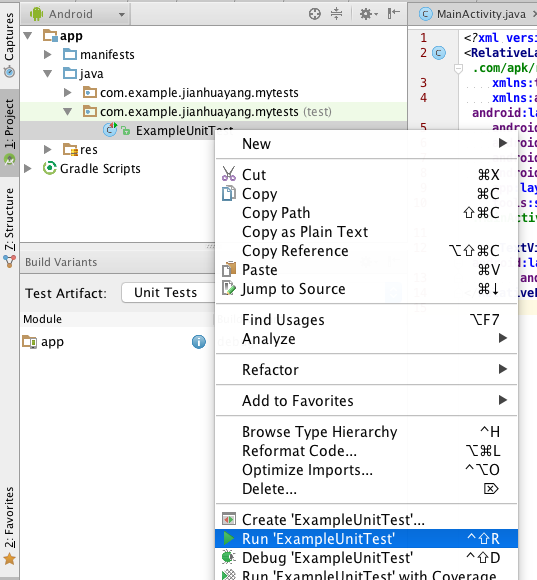 Android
MainActivity.java
Captures
1: Project
Z: Structure
2: Favorites
app
manifests
java
com.example.jianhuayang.mytests
com.example.jianhuayang.mytests (test)
ExampleUnitTest
res
Gradle Scripts
Build Variants
Test Artifact: Unit Tests
Module
app
New
Cut ⌘X
Copy ⌘C
Copy Path ⇧⌘C
Copy as Plain Text
Copy Reference ⌥⇧⌘C
Paste ⌘V
Jump to Source ⌘↓
Find Usages ⌥F7
Analyze
Refactor
Add to Favorites
Browse Type Hierarchy ^H
Reformat Code... ⌥⌘L
Optimize Imports... ^⌥O
Delete... ⌦
Create 'ExampleUnitTest'...
Run 'ExampleUnitTest' ^⇧R
Debug 'ExampleUnitTest' ^⇧D
Run 'ExampleUnitTest' with Coverage
1 <?xml versi
2 <RelativeLa
.com/apk/r
3 xmlns:t
4 xmlns:a
android:la
5 android